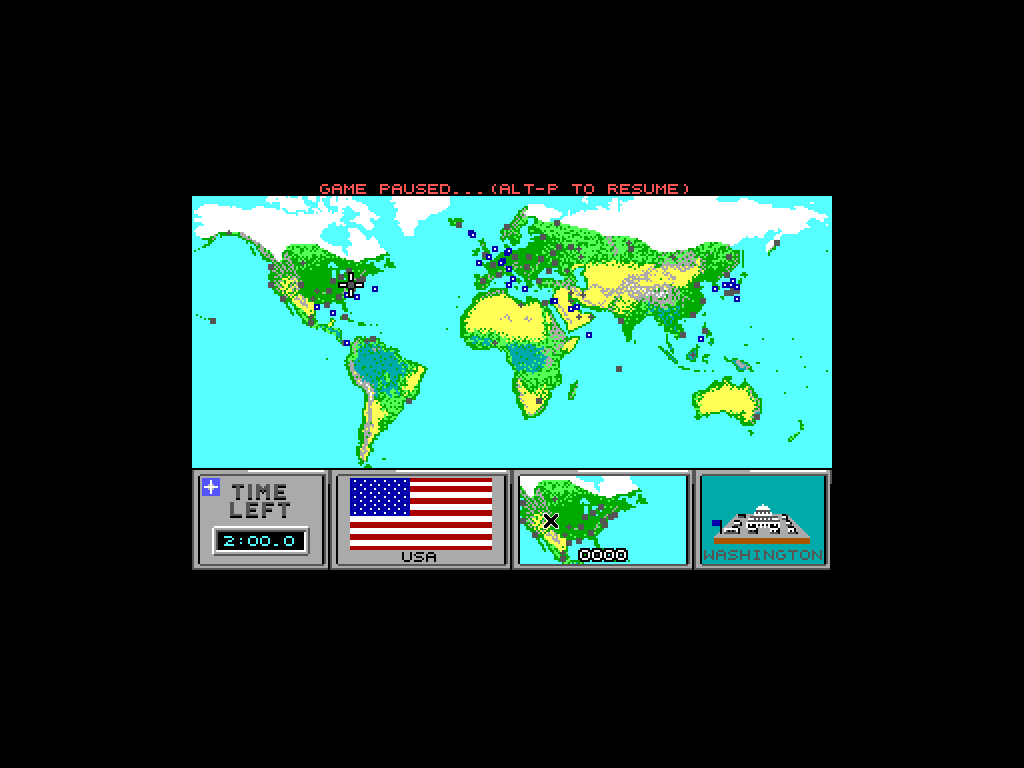 GAME PAUSED...(ALT-P TO RESUME)
TIME
LEFT
2:00.0
USA
0000
WASHINGTON